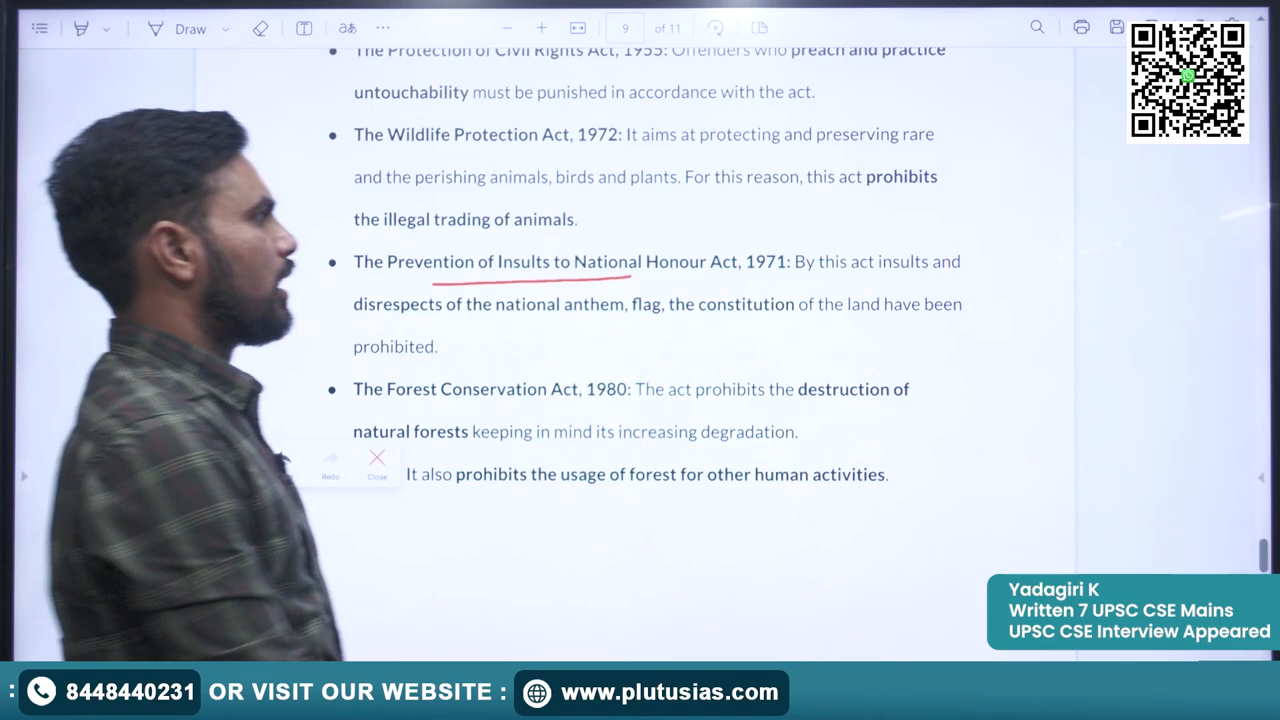 Draw
9 of 11
The Protection of Civil Rights Act, 1955: Offenders who preach and practice
untouchability must be punished in accordance with the act.
The Wildlife Protection Act, 1972: It aims at protecting and preserving rare
and the perishing animals, birds and plants. For this reason, this act prohibits
the illegal trading of animals.
The Prevention of Insults to National Honour Act, 1971: By this act insults and
disrespects of the national anthem, flag, the constitution of the land have been
prohibited.
The Forest Conservation Act, 1980: The act prohibits the destruction of
natural forests keeping in mind its increasing degradation.
Redo
Close
It also prohibits the usage of forest for other human activities.
Yadagiri K
Written 7 UPSC CSE Mains
UPSC CSE Interview Appeared
: 8448440231 OR VISIT OUR WEBSITE : www.plutusias.com